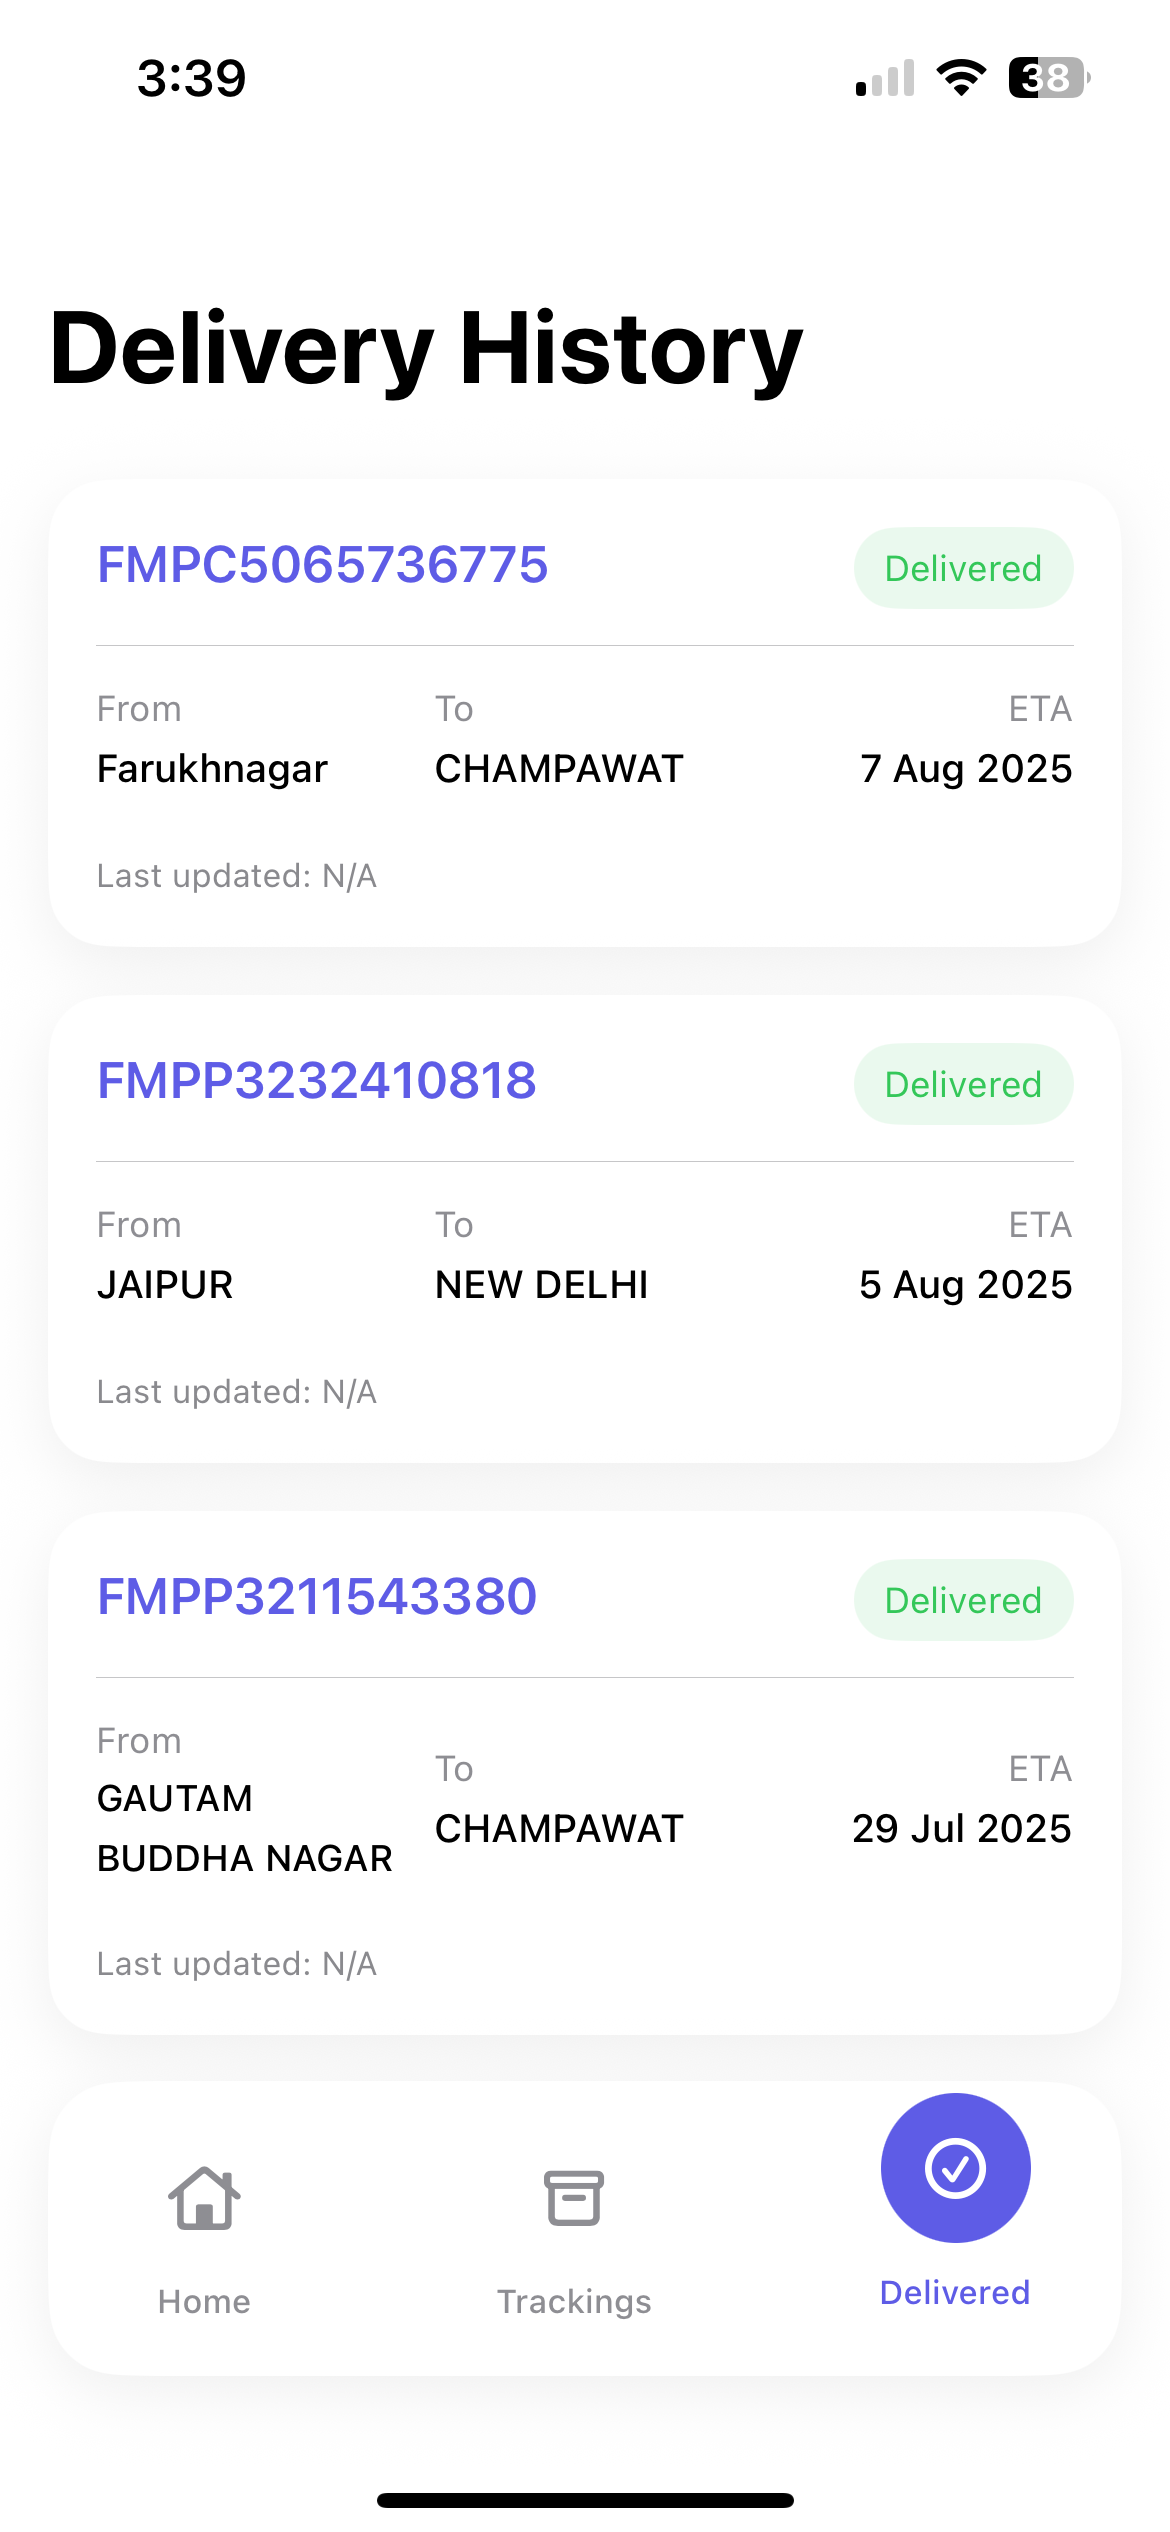 3:39
38
Delivery History
FMPC5065736775 Delivered
From To ETA
Farukhnagar CHAMPAWAT 7 Aug 2025
Last updated: N/A
FMPP3232410818 Delivered
From To ETA
JAIPUR NEW DELHI 5 Aug 2025
Last updated: N/A
FMPP3211543380 Delivered
From
GAUTAM
BUDDHA NAGAR
To
CHAMPAWAT
ETA
29 Jul 2025
Last updated: N/A
Home Trackings Delivered